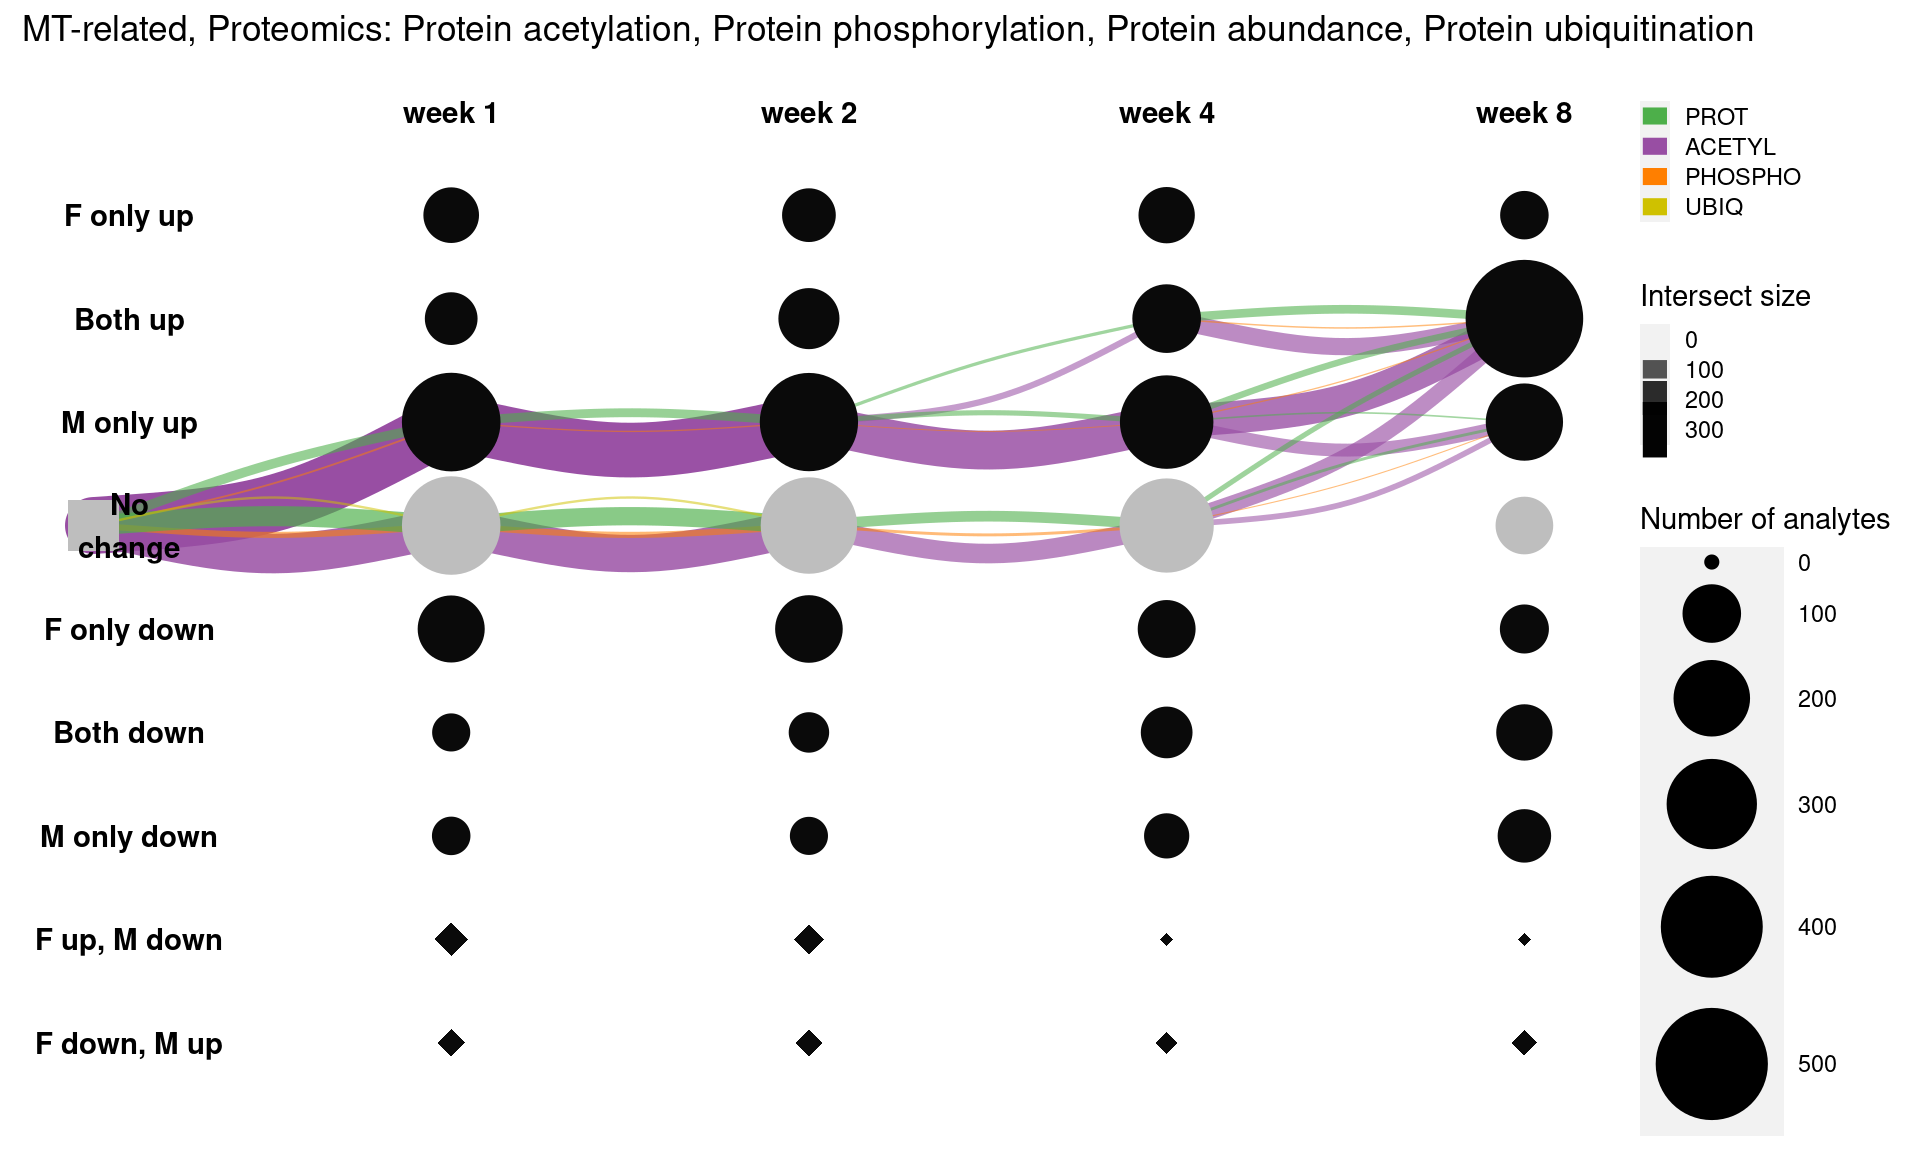 MT-related, Proteomics: Protein acetylation, Protein phosphorylation, Protein abundance, Protein ubiquitination
week 1
week 2
week 4
week 8
F only up
Both up
M only up
No
change
F only down
Both down
M only down
F up, M down
F down, M up
PROT
ACETYL
PHOSPHO
UBIQ
Intersect size
0
100
200
300
Number of analytes
0
100
200
300
400
500